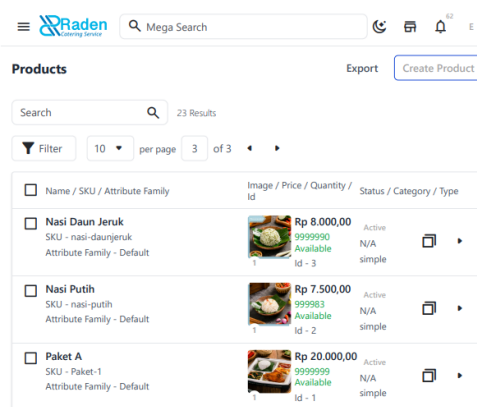 Raden
Catering Service
Mega Search
62
E
Products
Export
Create Product
Search
23 Results
Filter
10
per page
3
of 3
Name / SKU / Attribute Family
Image / Price / Quantity /
Id
Status / Category / Type
Nasi Daun Jeruk
SKU - nasi-daunjeruk
Attribute Family - Default
1
Rp 8.000,00
9999990
Available
Id - 3
Active
N/A
simple
Nasi Putih
SKU - nasi-putih
Attribute Family - Default
1
Rp 7.500,00
999983
Available
Id - 2
Active
N/A
simple
Paket A
SKU - Paket-1
Attribute Family - Default
1
Rp 20.000,00
9999999
Available
Id - 1
Active
N/A
simple